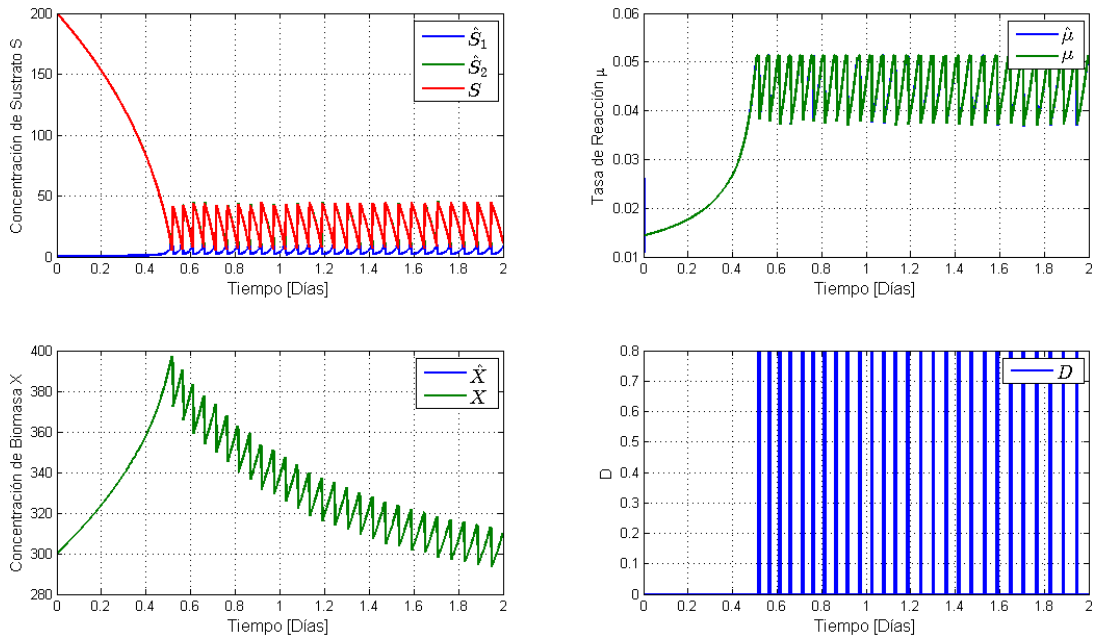 Concentración de Sustrato S
200
150
100
50
0
0 0.2 0.4 0.6 0.8 1 1.2 1.4 1.6 1.8 2
Tiempo [Días]
Ŝ₁
Ŝ₂
S
Tasa de Reacción μ
0.06
0.05
0.04
0.03
0.02
0.01
0 0.2 0.4 0.6 0.8 1 1.2 1.4 1.6 1.8 2
Tiempo [Días]
μ̂
μ
Concentración de Biomasa X
400
380
360
340
320
300
280
0 0.2 0.4 0.6 0.8 1 1.2 1.4 1.6 1.8 2
Tiempo [Días]
X̂
X
D
0.8
0.7
0.6
0.5
0.4
0.3
0.2
0.1
0
0 0.2 0.4 0.6 0.8 1 1.2 1.4 1.6 1.8 2
Tiempo [Días]
D